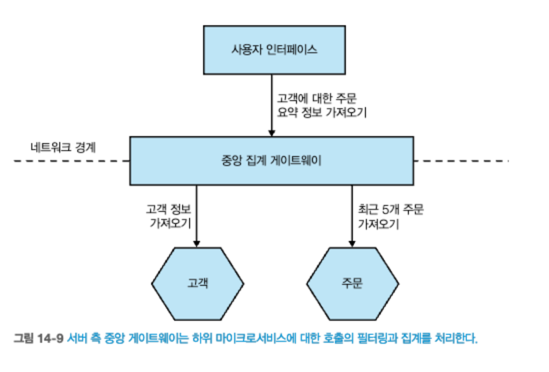 사용자 인터페이스
고객에 대한 주문
요약 정보 가져오기
네트워크 경계
중앙 집계 게이트웨이
고객 정보
가져오기
최근 5개 주문
가져오기
고객
주문
그림 14-9 서버 측 중앙 게이트웨이는 하위 마이크로서비스에 대한 호출의 필터링과 집계를 처리한다.